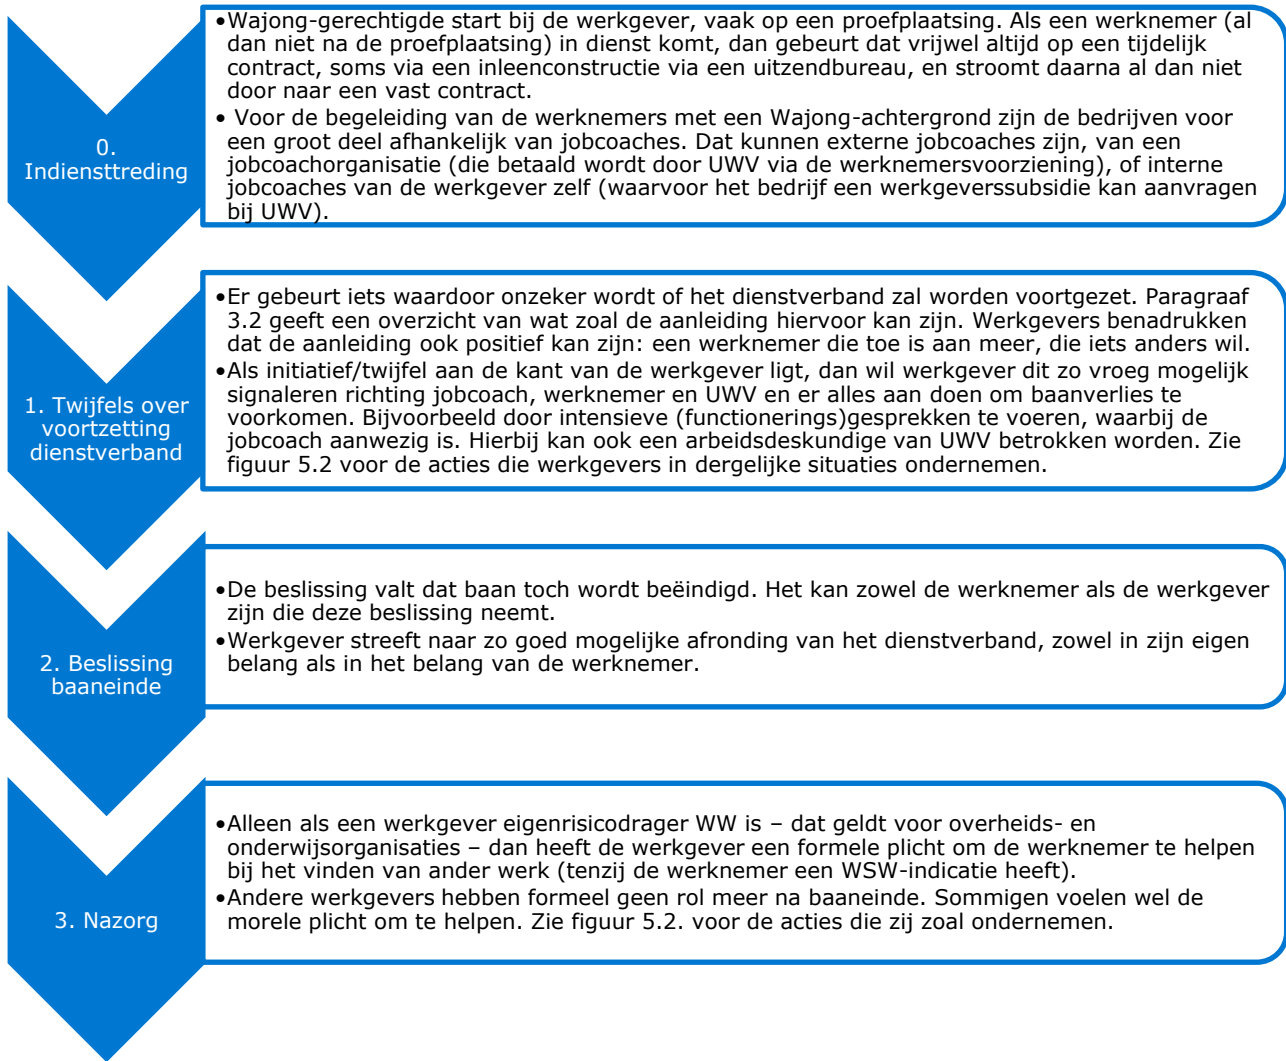 0.
Indiensttreding
•Wajong-gerechtigde start bij de werkgever, vaak op een proefplaatsing. Als een werknemer (al
dan niet na de proefplaatsing) in dienst komt, dan gebeurt dat vrijwel altijd op een tijdelijk
contract, soms via een inleenconstructie via een uitzendbureau, en stroomt daarna al dan niet
door naar een vast contract.
• Voor de begeleiding van de werknemers met een Wajong-achtergrond zijn de bedrijven voor
een groot deel afhankelijk van jobcoaches. Dat kunnen externe jobcoaches zijn, van een
jobcoachorganisatie (die betaald wordt door UWV via de werknemersvoorziening), of interne
jobcoaches van de werkgever zelf (waarvoor het bedrijf een werkgeverssubsidie kan aanvragen
bij UWV).
1. Twijfels over
voortzetting
dienstverband
•Er gebeurt iets waardoor onzeker wordt of het dienstverband zal worden voortgezet. Paragraaf
3.2 geeft een overzicht van wat zoal de aanleiding hiervoor kan zijn. Werkgevers benadrukken
dat de aanleiding ook positief kan zijn: een werknemer die toe is aan meer, die iets anders wil.
•Als initiatief/twijfel aan de kant van de werkgever ligt, dan wil werkgever dit zo vroeg mogelijk
signaleren richting jobcoach, werknemer en UWV en er alles aan doen om baanverlies te
voorkomen. Bijvoorbeeld door intensieve (functionerings)gesprekken te voeren, waarbij de
jobcoach aanwezig is. Hierbij kan ook een arbeidsdeskundige van UWV betrokken worden. Zie
figuur 5.2 voor de acties die werkgevers in dergelijke situaties ondernemen.
2. Beslissing
baaneinde
•De beslissing valt dat baan toch wordt beëindigd. Het kan zowel de werknemer als de werkgever
zijn die deze beslissing neemt.
•Werkgever streeft naar zo goed mogelijke afronding van het dienstverband, zowel in zijn eigen
belang als in het belang van de werknemer.
3. Nazorg
•Alleen als een werkgever eigenrisicodrager WW is – dat geldt voor overheids- en
onderwijsorganisaties – dan heeft de werkgever een formele plicht om de werknemer te helpen
bij het vinden van ander werk (tenzij de werknemer een WSW-indicatie heeft).
•Andere werkgevers hebben formeel geen rol meer na baaneinde. Sommigen voelen wel de
morele plicht om te helpen. Zie figuur 5.2. voor de acties die zij zoal ondernemen.